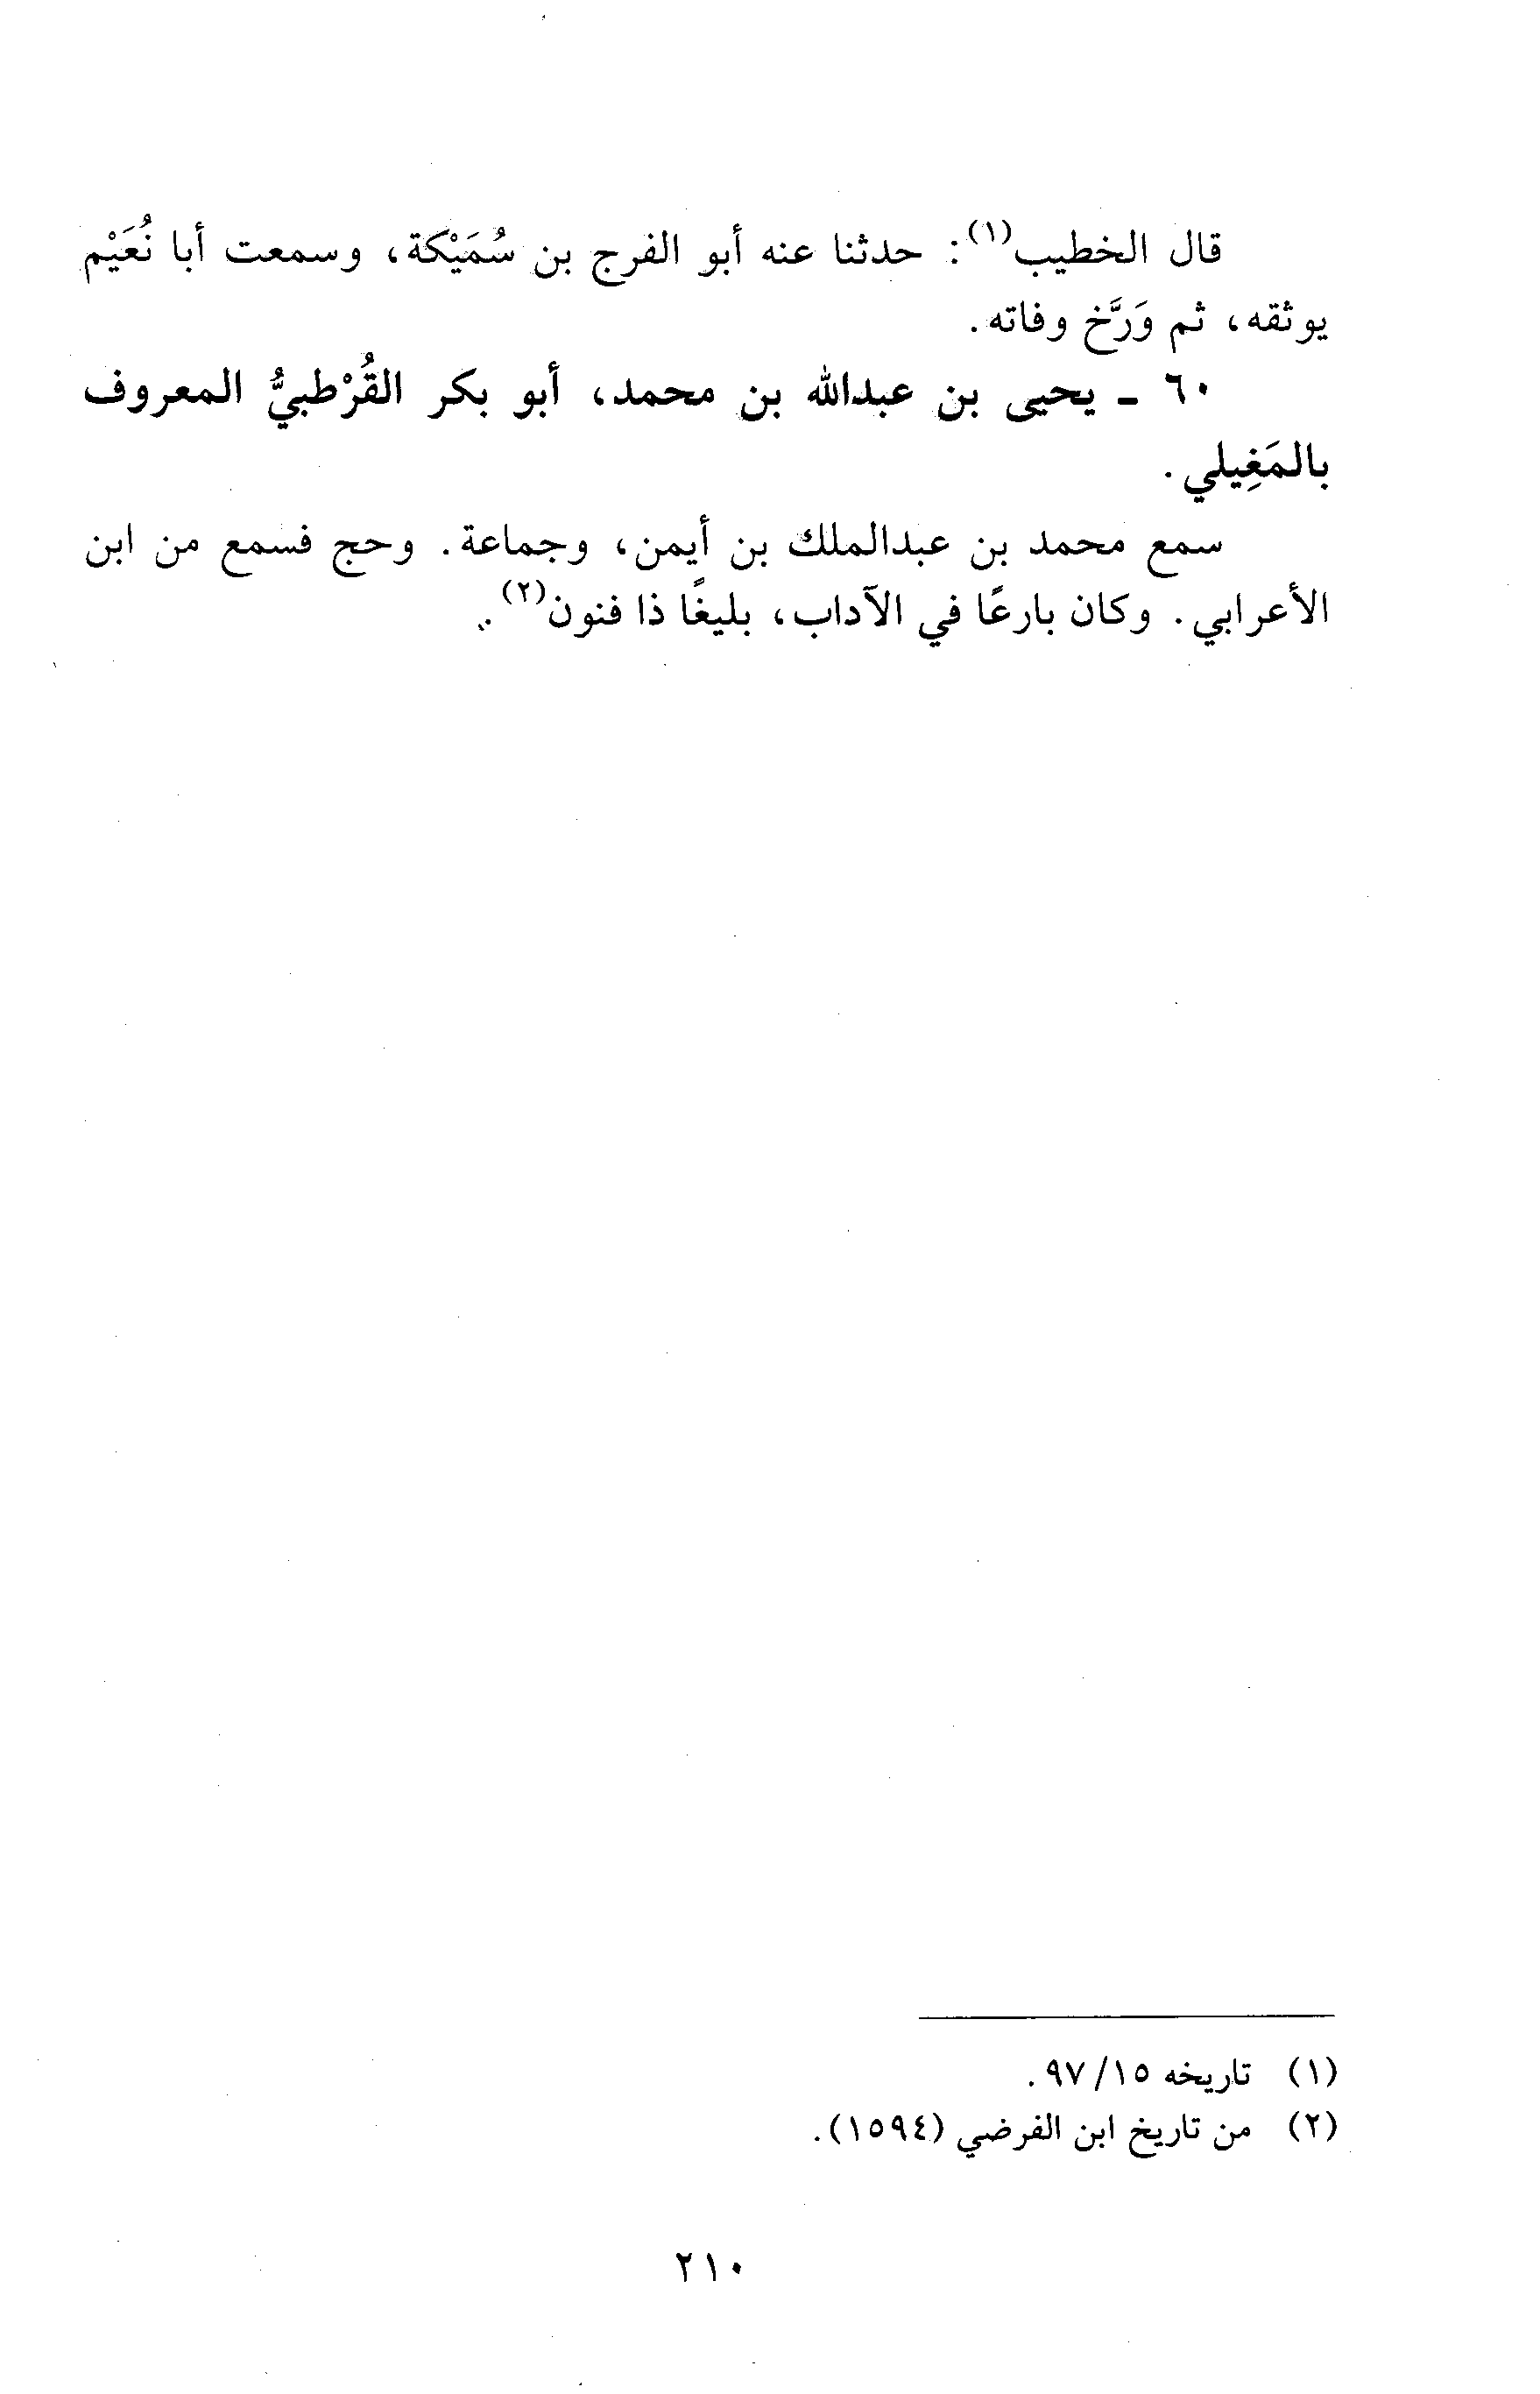 قال الخطيب(١): حدثنا عنه أبو الفرج بن سُمَيْكة، وسمعت أبا نُعَيْم
يوثقه، ثم وَرَّخ وفاته.
٦٠ ـ يحيى بن عبدالله بن محمد، أبو بكر القُرْطبيُّ المعروف
بالمَغِيلي.
سمع محمد بن عبدالملك بن أيمن، وجماعة. وحج فسمع من ابن
الأعرابي. وكان بارعًا في الآداب، بليغًا ذا فنون(٢).
(١) تاريخه ١٥/ ٩٧.
(٢) من تاريخ ابن الفرضي (١٥٩٤).
٢١٠